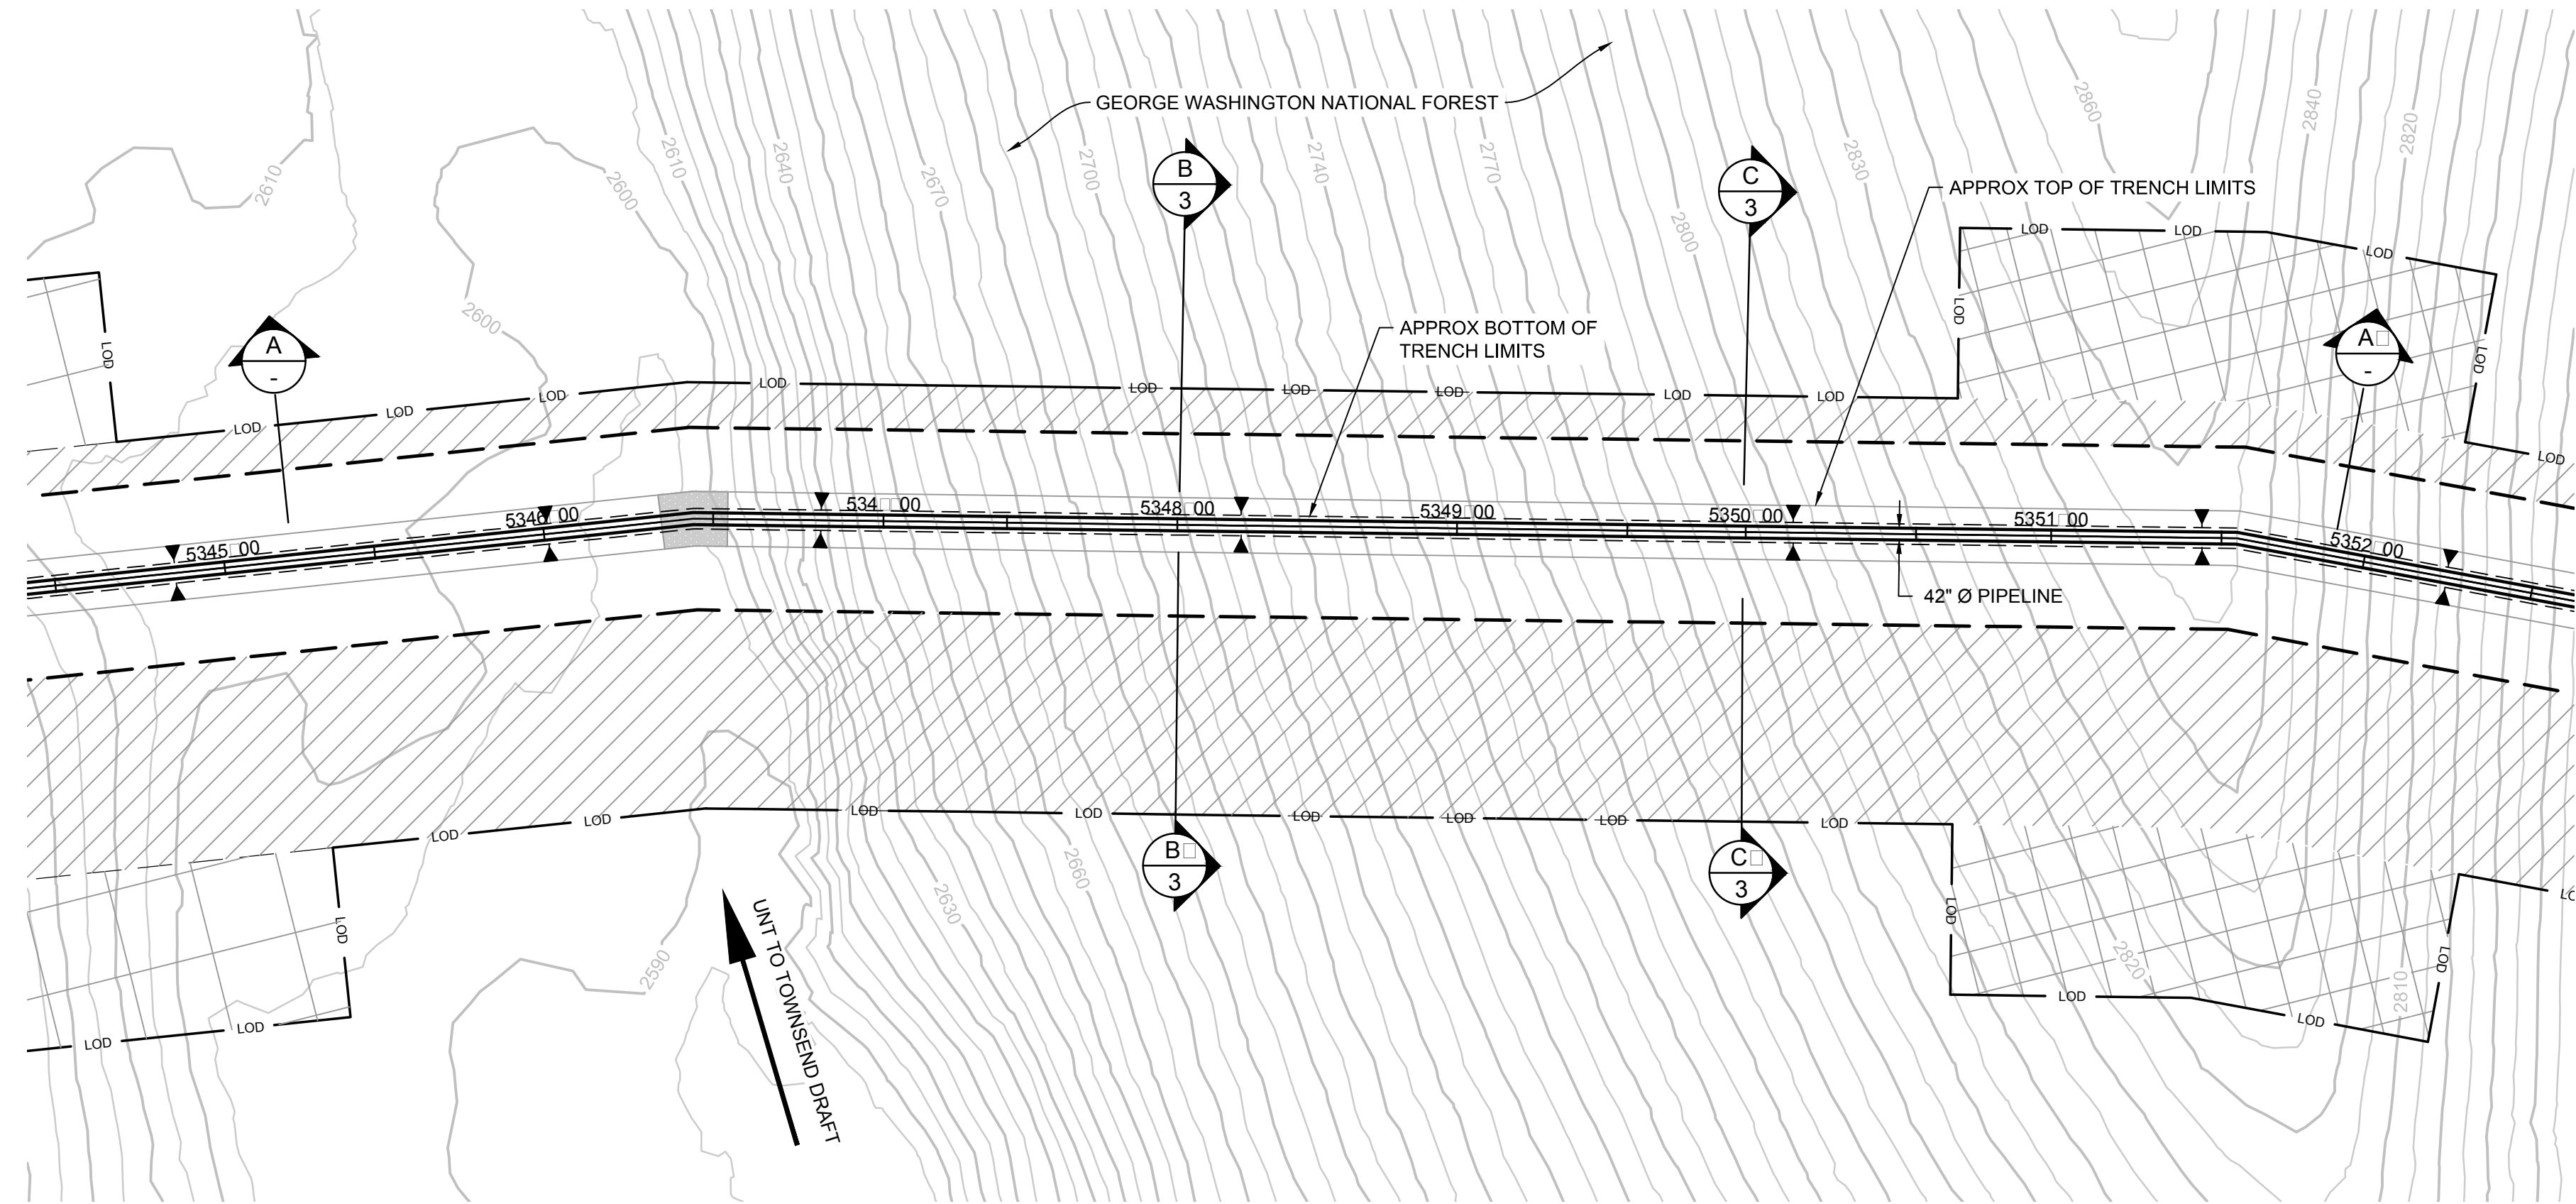 GEORGE WASHINGTON NATIONAL FOREST
2610
2600
2600
2610
2640
2670
2700
2740
2770
2800
2830
2860
2840
2820
B
3
C
3
APPROX TOP OF TRENCH LIMITS
LOD
LOD
LOD
LOD
LOD
A
-
A□
-
APPROX BOTTOM OF
TRENCH LIMITS
LOD
LOD
LOD
LOD
LOD
LOD
LOD
LOD
LOD
LOD
LOD
LOD
5345□00
5346□00
534□□00
5348□00
5349□00
5350□00
5351□00
5352□00
42" Ø PIPELINE
LOD
LOD
LOD
LOD
LOD
LOD
LOD
LOD
B□
3
C□
3
2630
2660
2590
2820
2810
UNT TO TOWNSEND DRAFT
LOD
LOD
LOD
LOD
LOD
LOD
LOD
LO